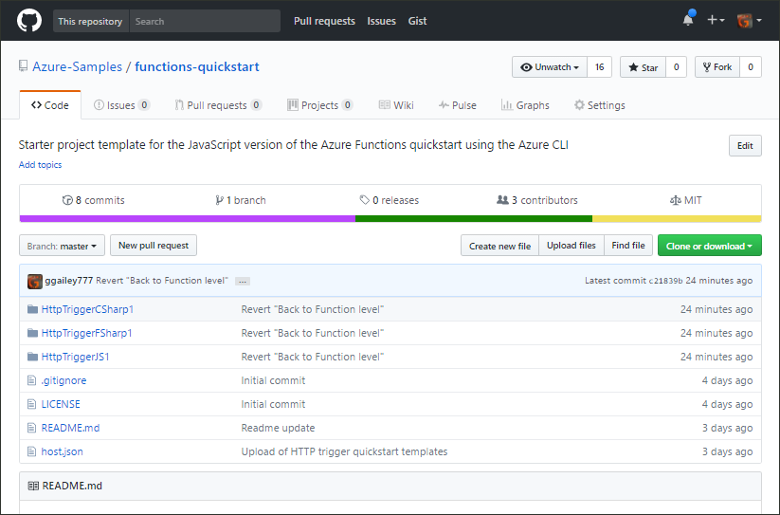 This repository Search Pull requests Issues Gist
Azure-Samples / functions-quickstart Unwatch 16 Star 0 Fork 0
Code Issues 0 Pull requests 0 Projects 0 Wiki Pulse Graphs Settings
Starter project template for the JavaScript version of the Azure Functions quickstart using the Azure CLI Edit
Add topics
8 commits 1 branch 0 releases 3 contributors MIT
Branch: master New pull request Create new file Upload files Find file Clone or download
ggailey777 Revert "Back to Function level" ... Latest commit c21839b 24 minutes ago
HttpTriggerCSharp1 Revert "Back to Function level" 24 minutes ago
HttpTriggerFSharp1 Revert "Back to Function level" 24 minutes ago
HttpTriggerJS1 Revert "Back to Function level" 24 minutes ago
.gitignore Initial commit 4 days ago
LICENSE Initial commit 4 days ago
README.md Readme update 3 days ago
host.json Upload of HTTP trigger quickstart templates 3 days ago
README.md